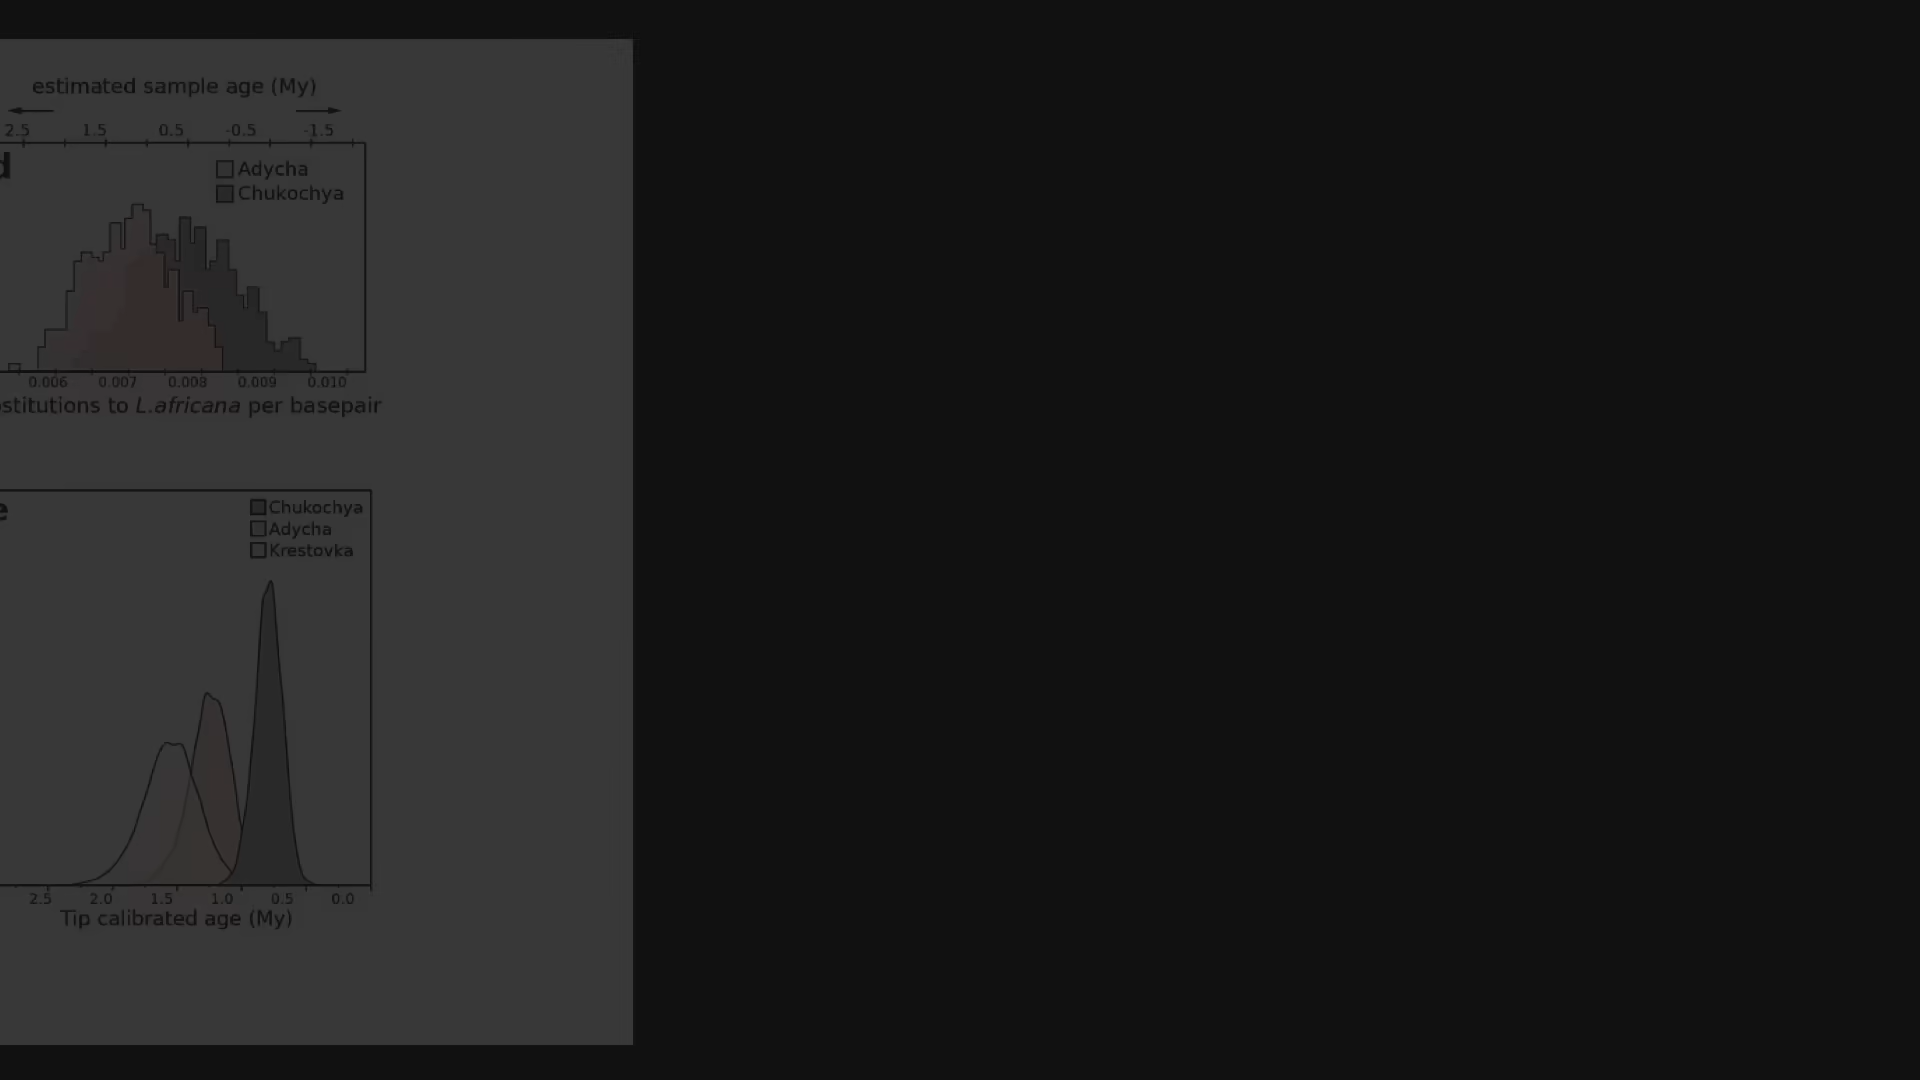 estimated sample age (My)
2.5 1.5 0.5 -0.5 -1.5
d
Adycha
Chukochya
0.006 0.007 0.008 0.009 0.010
stitutions to L.africana per basepair
e
Chukochya
Adycha
Krestovka
2.5 2.0 1.5 1.0 0.5 0.0
Tip calibrated age (My)